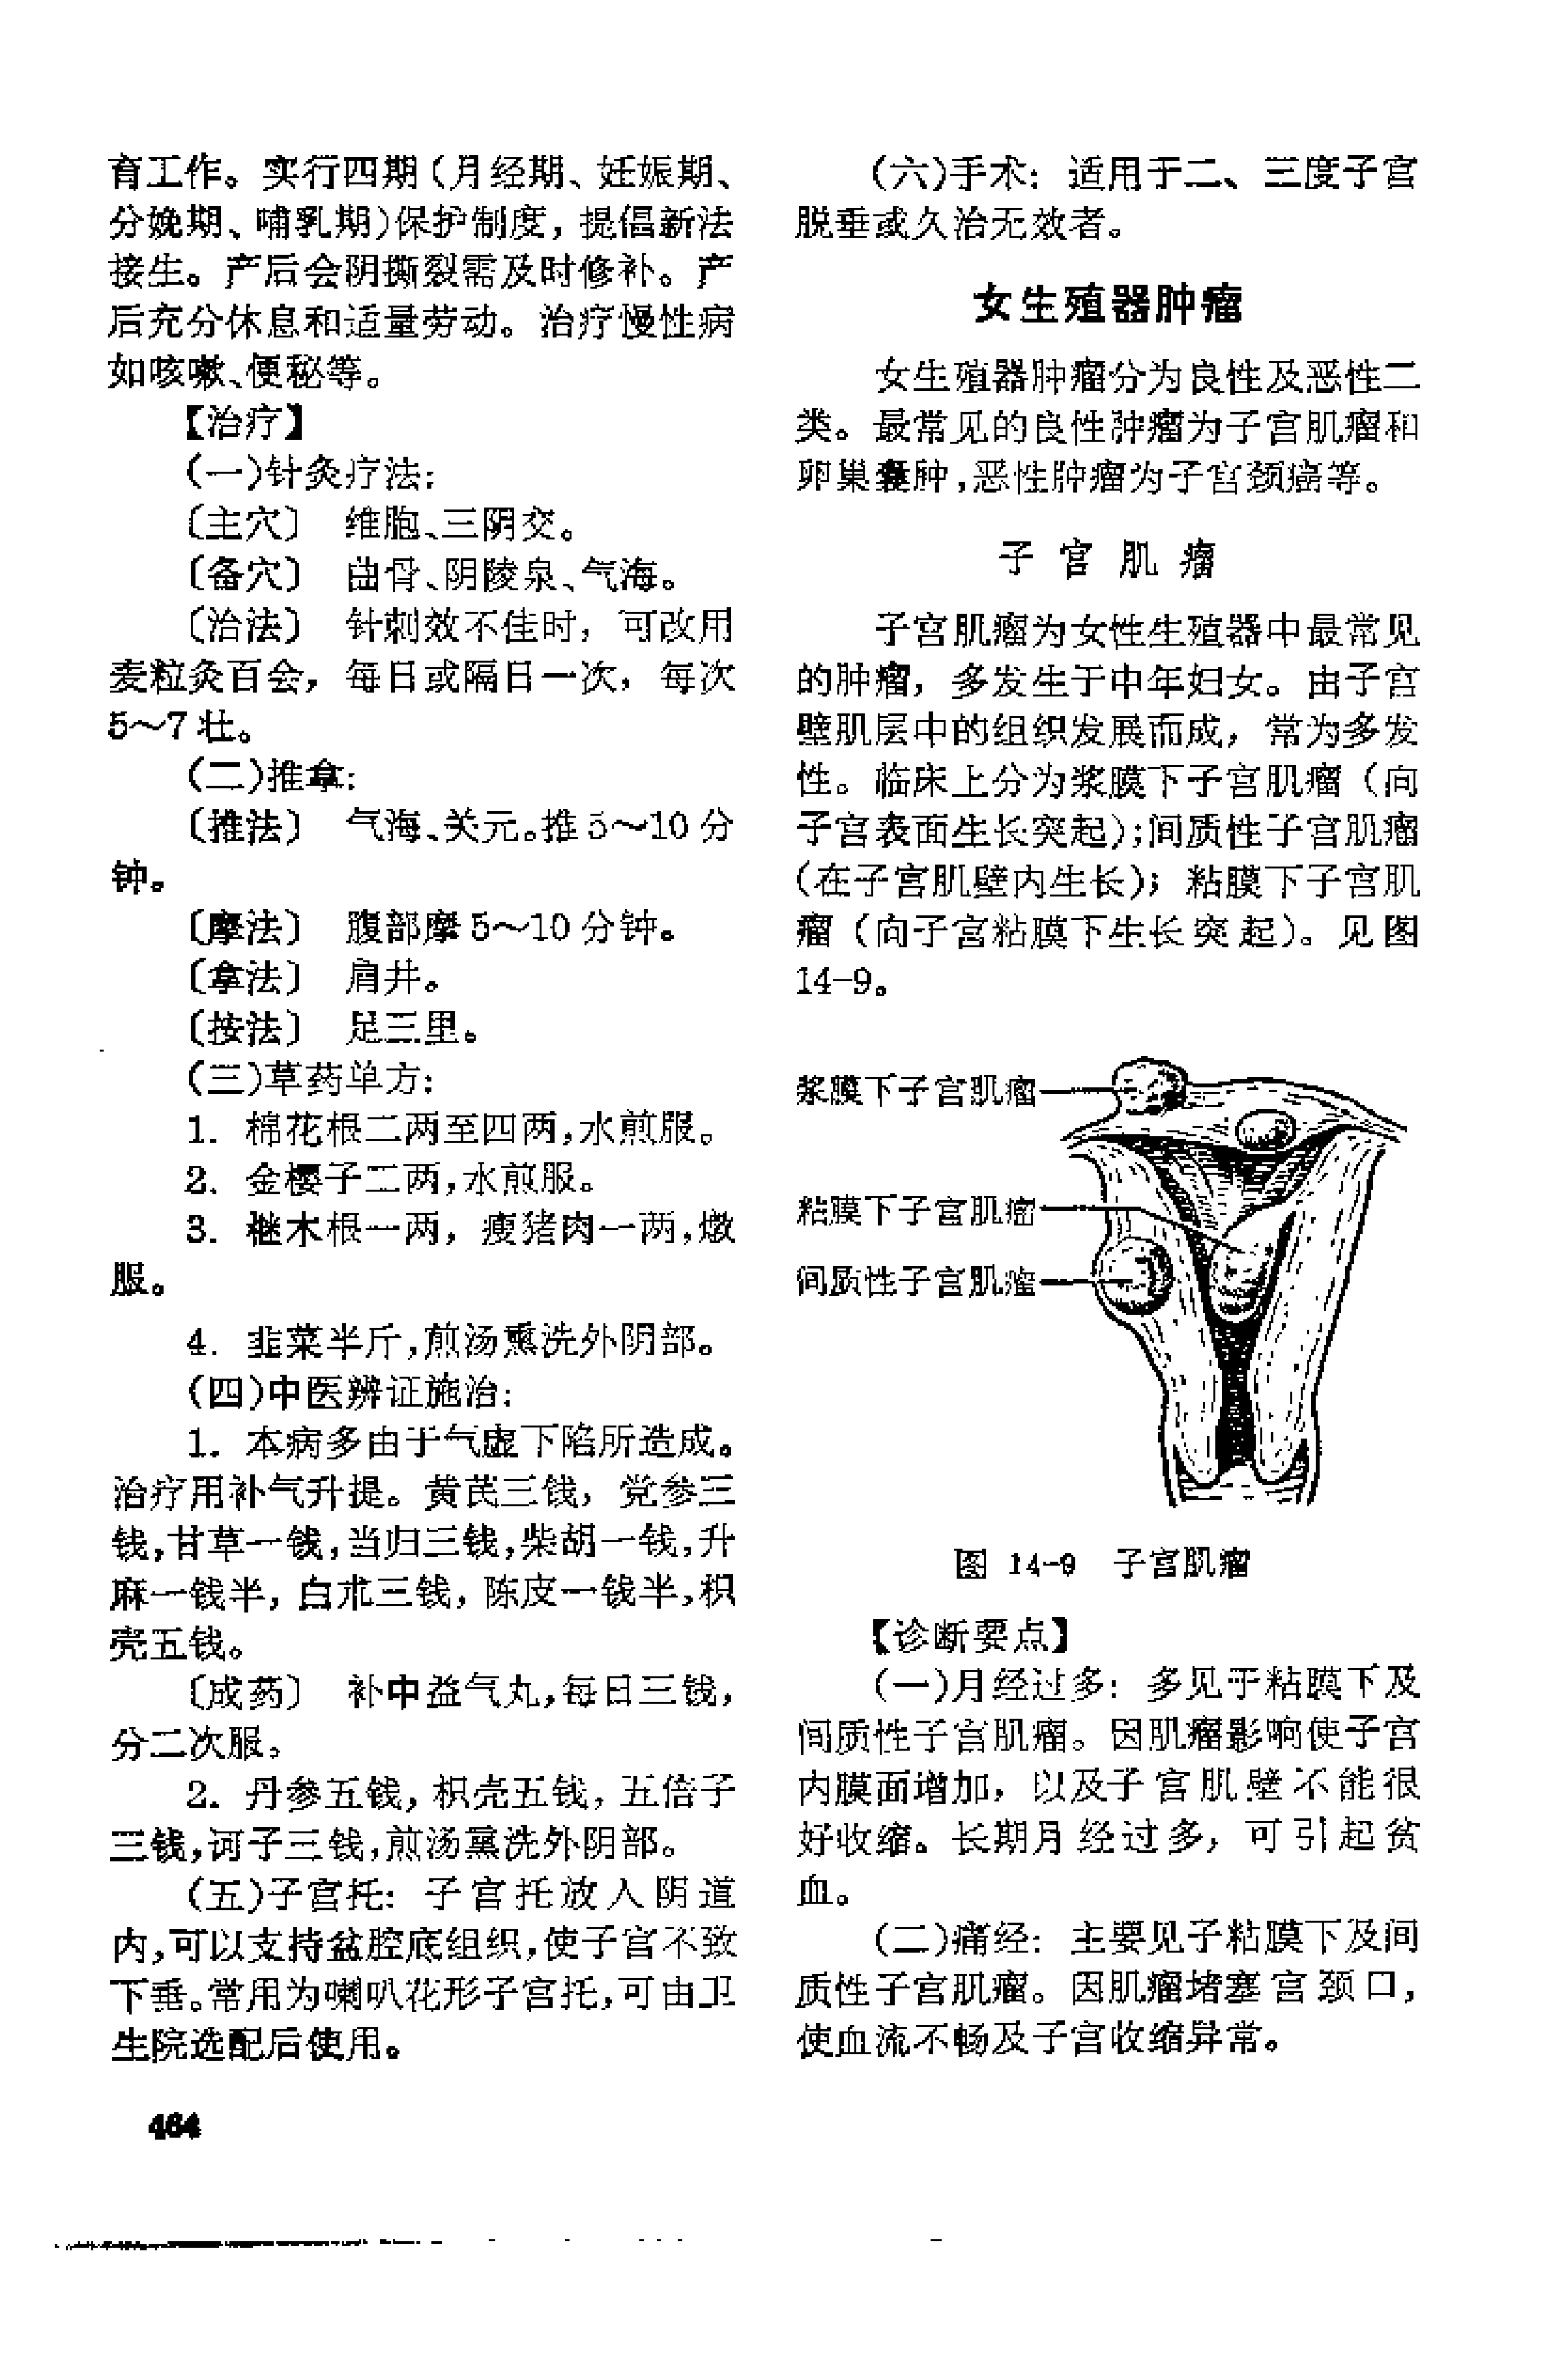 育工作。实行四期(月经期、妊娠期、
分娩期、哺乳期)保护制度，提倡新法
接生。产后会阴撕裂需及时修补。产
后充分休息和适量劳动。治疗慢性病
如咳嗽、便秘等。
【治疗】
(一)针灸疗法:
〔主穴〕 维胞、三阴交。
〔备穴〕 曲骨、阴陵泉、气海。
〔治法〕 针刺效不佳时，可改用
麦粒灸百会，每日或隔日一次，每次
5～7壮。
(二)推拿:
〔推法〕 气海、关元。推5～10分
钟。
〔摩法〕 腹部摩5～10分钟。
〔拿法〕 肩井。
〔按法〕 足三里。
(三)草药单方:
1. 棉花根二两至四两,水煎服。
2. 金樱子二两,水煎服。
3. 继木根一两，瘦猪肉一两,燉
服。
4. 韭菜半斤,煎汤熏洗外阴部。
(四)中医辨证施治:
1. 本病多由于气虚下陷所造成。
治疗用补气升提。黄芪三钱，党参三
钱,甘草一钱,当归三钱,柴胡一钱,升
麻一钱半，白朮三钱，陈皮一钱半,枳
壳五钱。
〔成药〕 补中益气丸,每日三钱,
分二次服。
2. 丹参五钱，枳壳五钱，五倍子
三钱,诃子三钱,煎汤熏洗外阴部。
(五)子宫托: 子宫托放入阴道
内,可以支持盆腔底组织,使子宫不致
下垂。常用为喇叭花形子宫托,可由卫
生院选配后使用。
464
(六)手术: 适用于二、三度子宫
脱垂或久治无效者。
女生殖器肿瘤
女生殖器肿瘤分为良性及恶性二
类。最常见的良性肿瘤为子宫肌瘤和
卵巢囊肿,恶性肿瘤为子宫颈癌等。
子宫肌瘤
子宫肌瘤为女性生殖器中最常见
的肿瘤，多发生于中年妇女。由子宫
壁肌层中的组织发展而成，常为多发
性。临床上分为浆膜下子宫肌瘤(向
子宫表面生长突起);间质性子宫肌瘤
(在子宫肌壁内生长)；粘膜下子宫肌
瘤(向子宫粘膜下生长突起)。见图
14-9。
浆膜下子宫肌瘤
粘膜下子宫肌瘤
间质性子宫肌瘤
图 14-9 子宫肌瘤
【诊断要点】
(一)月经过多: 多见于粘膜下及
间质性子宫肌瘤。因肌瘤影响使子宫
内膜面增加，以及子宫肌壁不能很
好收缩。长期月经过多，可引起贫
血。
(二)痛经: 主要见子粘膜下及间
质性子宫肌瘤。因肌瘤堵塞宫颈口，
使血流不畅及子宫收缩异常。